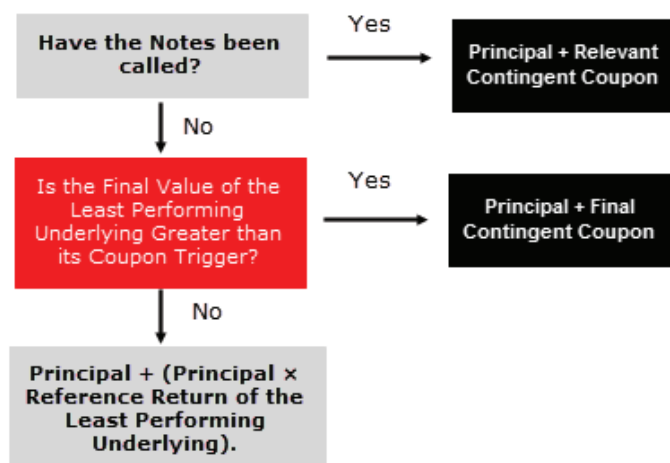 Have the Notes been
called?
Yes
Principal + Relevant
Contingent Coupon
No
Is the Final Value of the
Least Performing
Underlying Greater than
its Coupon Trigger?
Yes
Principal + Final
Contingent Coupon
No
Principal + (Principal ×
Reference Return of the
Least Performing
Underlying).